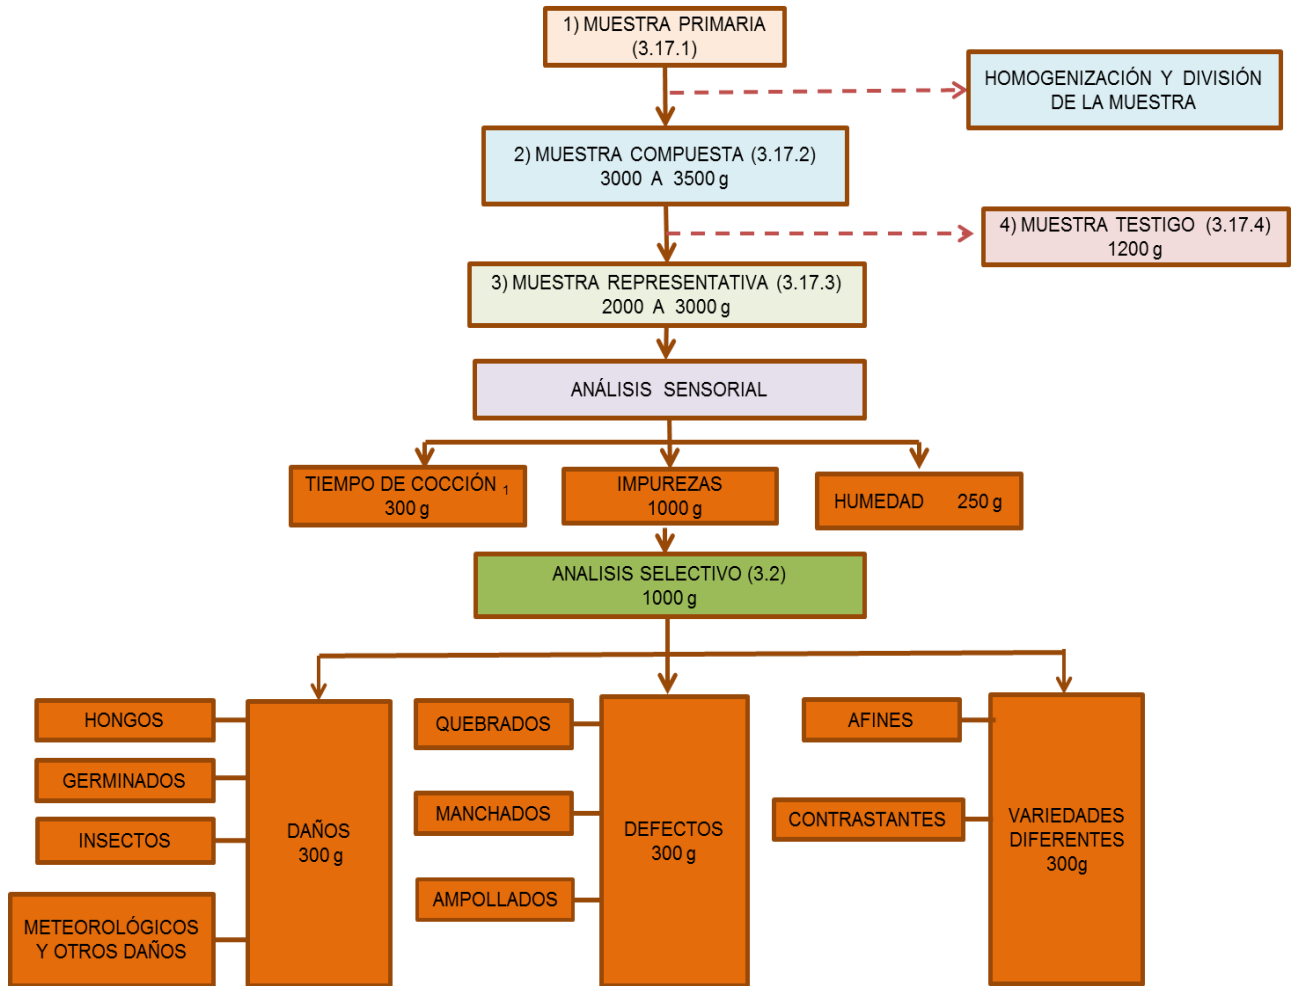 1) MUESTRA PRIMARIA
(3.17.1)
HOMOGENIZACIÓN Y DIVISIÓN
DE LA MUESTRA
2) MUESTRA COMPUESTA (3.17.2)
3000 A 3500 g
4) MUESTRA TESTIGO (3.17.4)
1200 g
3) MUESTRA REPRESENTATIVA (3.17.3)
2000 A 3000 g
ANÁLISIS SENSORIAL
TIEMPO DE COCCIÓN 1
300 g
IMPUREZAS
1000 g
HUMEDAD 250 g
ANALISIS SELECTIVO (3.2)
1000 g
HONGOS
GERMINADOS
INSECTOS
METEOROLÓGICOS
Y OTROS DAÑOS
DAÑOS
300 g
QUEBRADOS
MANCHADOS
AMPOLLADOS
DEFECTOS
300 g
AFINES
CONTRASTANTES
VARIEDADES
DIFERENTES
300g